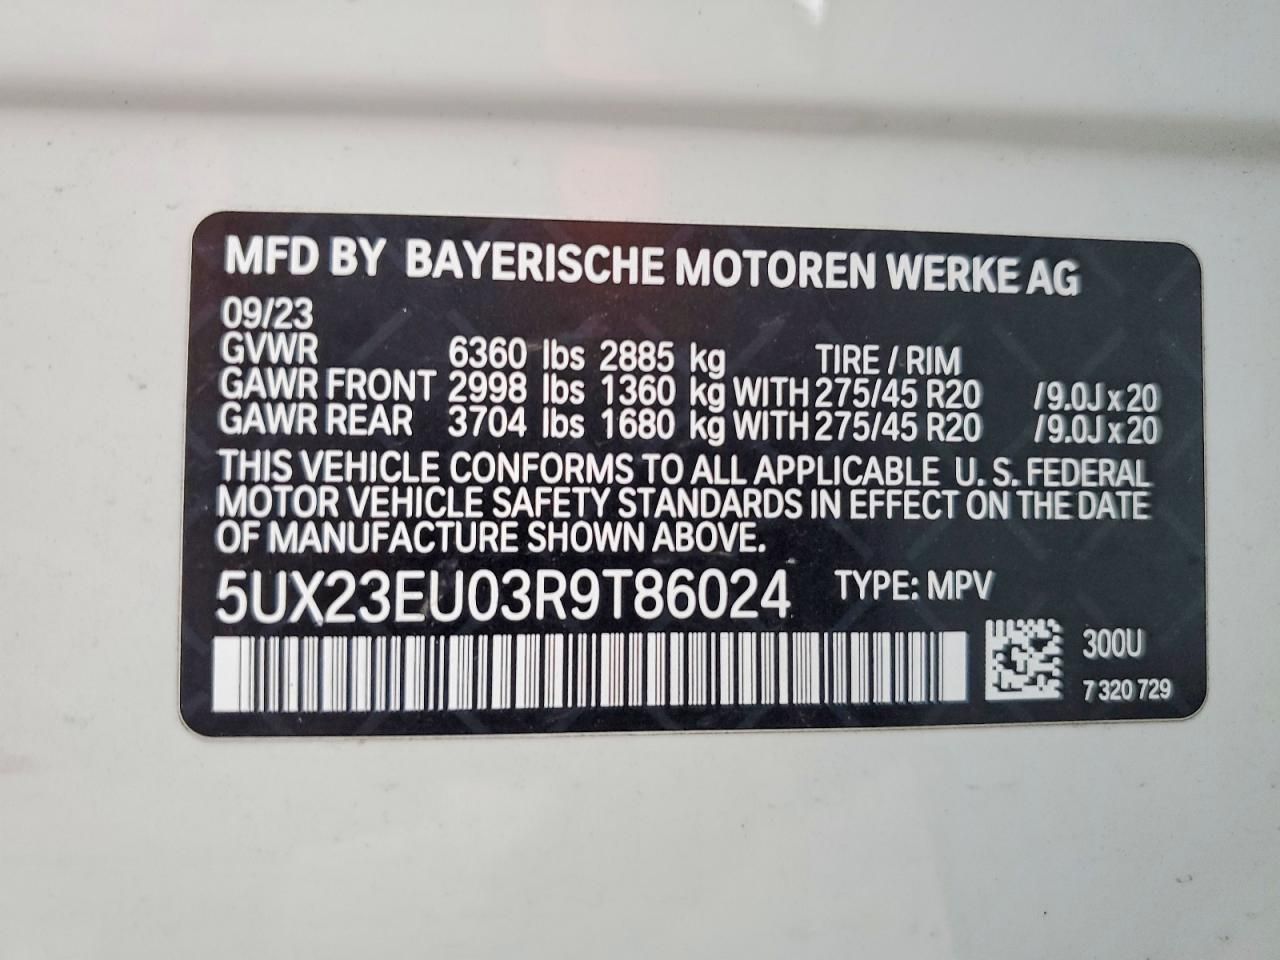 MFD BY BAYERISCHE MOTOREN WERKE AG
09/23
GVWR 6360 lbs 2885 kg TIRE / RIM
GAWR FRONT 2998 lbs 1360 kg WITH 275/45 R20 /9.0J x 20
GAWR REAR 3704 lbs 1680 kg WITH 275/45 R20 /9.0J x 20
THIS VEHICLE CONFORMS TO ALL APPLICABLE U. S. FEDERAL
MOTOR VEHICLE SAFETY STANDARDS IN EFFECT ON THE DATE
OF MANUFACTURE SHOWN ABOVE.
5UX23EU03R9T86024 TYPE: MPV
300U
7 320 729